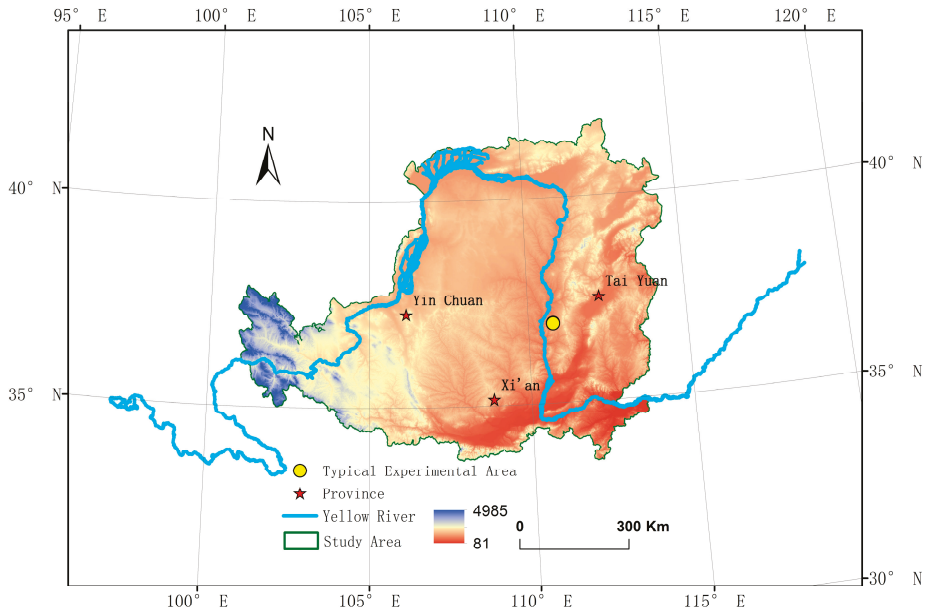 95° E 100° E 105° E 110° E 115° E 120° E
N
40° N
40° N
Tai Yuan
Yin Chuan
Xi'an
35° N
35° N
Typical Experimental Area
Province
Yellow River
Study Area
4985
81
0 300 Km
30° N
100° E 105° E 110° E 115° E